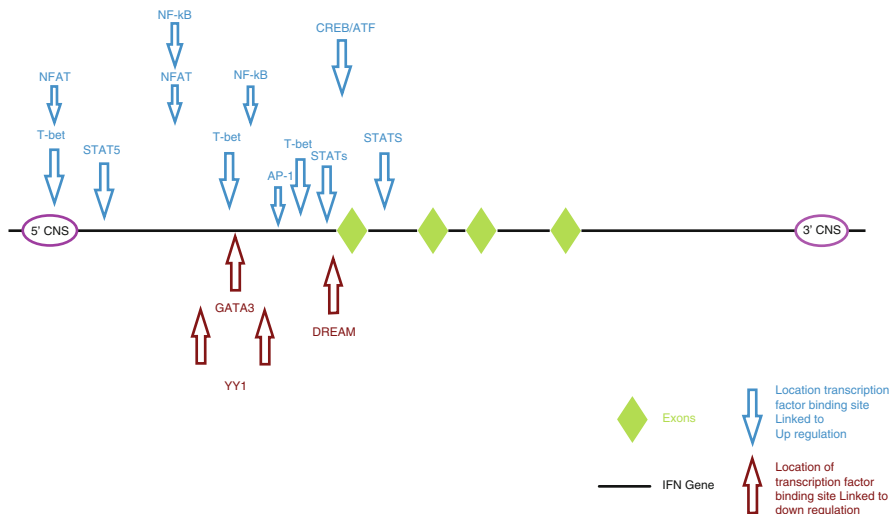 NF-kB
CREB/ATF
NFAT
NFAT
NF-kB
T-bet
STAT5
T-bet
AP-1
T-bet
STATs
STATS
5' CNS
3' CNS
GATA3
DREAM
YY1
Exons
IFN Gene
Location transcription
factor binding site
Linked to
Up regulation
Location of
transcription factor
binding site Linked to
down regulation